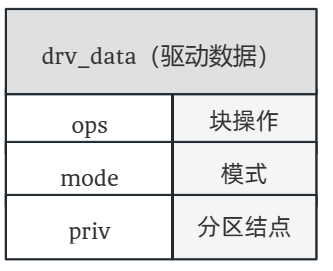 drv_data（驱动数据）
ops 块操作
mode 模式
priv 分区结点